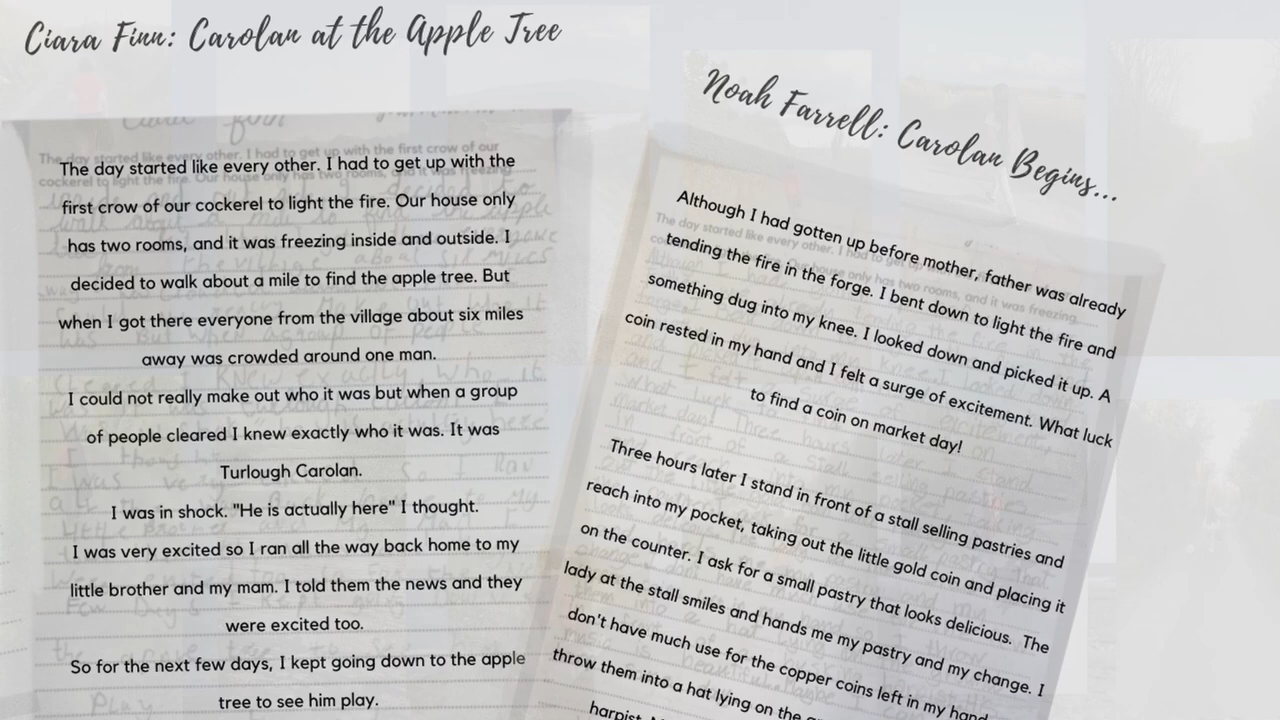 Ciara Finn: Carolan at the Apple Tree
The day started like every other. I had to get up with the
first crow of our cockerel to light the fire. Our house only
has two rooms, and it was freezing inside and outside. I
decided to walk about a mile to find the apple tree. But
when I got there everyone from the village about six miles
away was crowded around one man.
I could not really make out who it was but when a group
of people cleared I knew exactly who it was. It was
Turlough Carolan.
I was in shock. "He is actually here" I thought.
I was very excited so I ran all the way back home to my
little brother and my mam. I told them the news and they
were excited too.
So for the next few days, I kept going down to the apple
tree to see him play.
Noah Farrell: Carolan Begins...
Although I had gotten up before mother, father was already
tending the fire in the forge. I bent down to light the fire and
something dug into my knee. I looked down and picked it up. A
coin rested in my hand and I felt a surge of excitement. What luck
to find a coin on market day!
Three hours later I stand in front of a stall selling pastries and
reach into my pocket, taking out the little gold coin and placing it
on the counter. I ask for a small pastry that looks delicious. The
lady at the stall smiles and hands me my pastry and my change. I
don't have much use for the copper coins left in my hand
throw them into a hat lying on the
harpist.